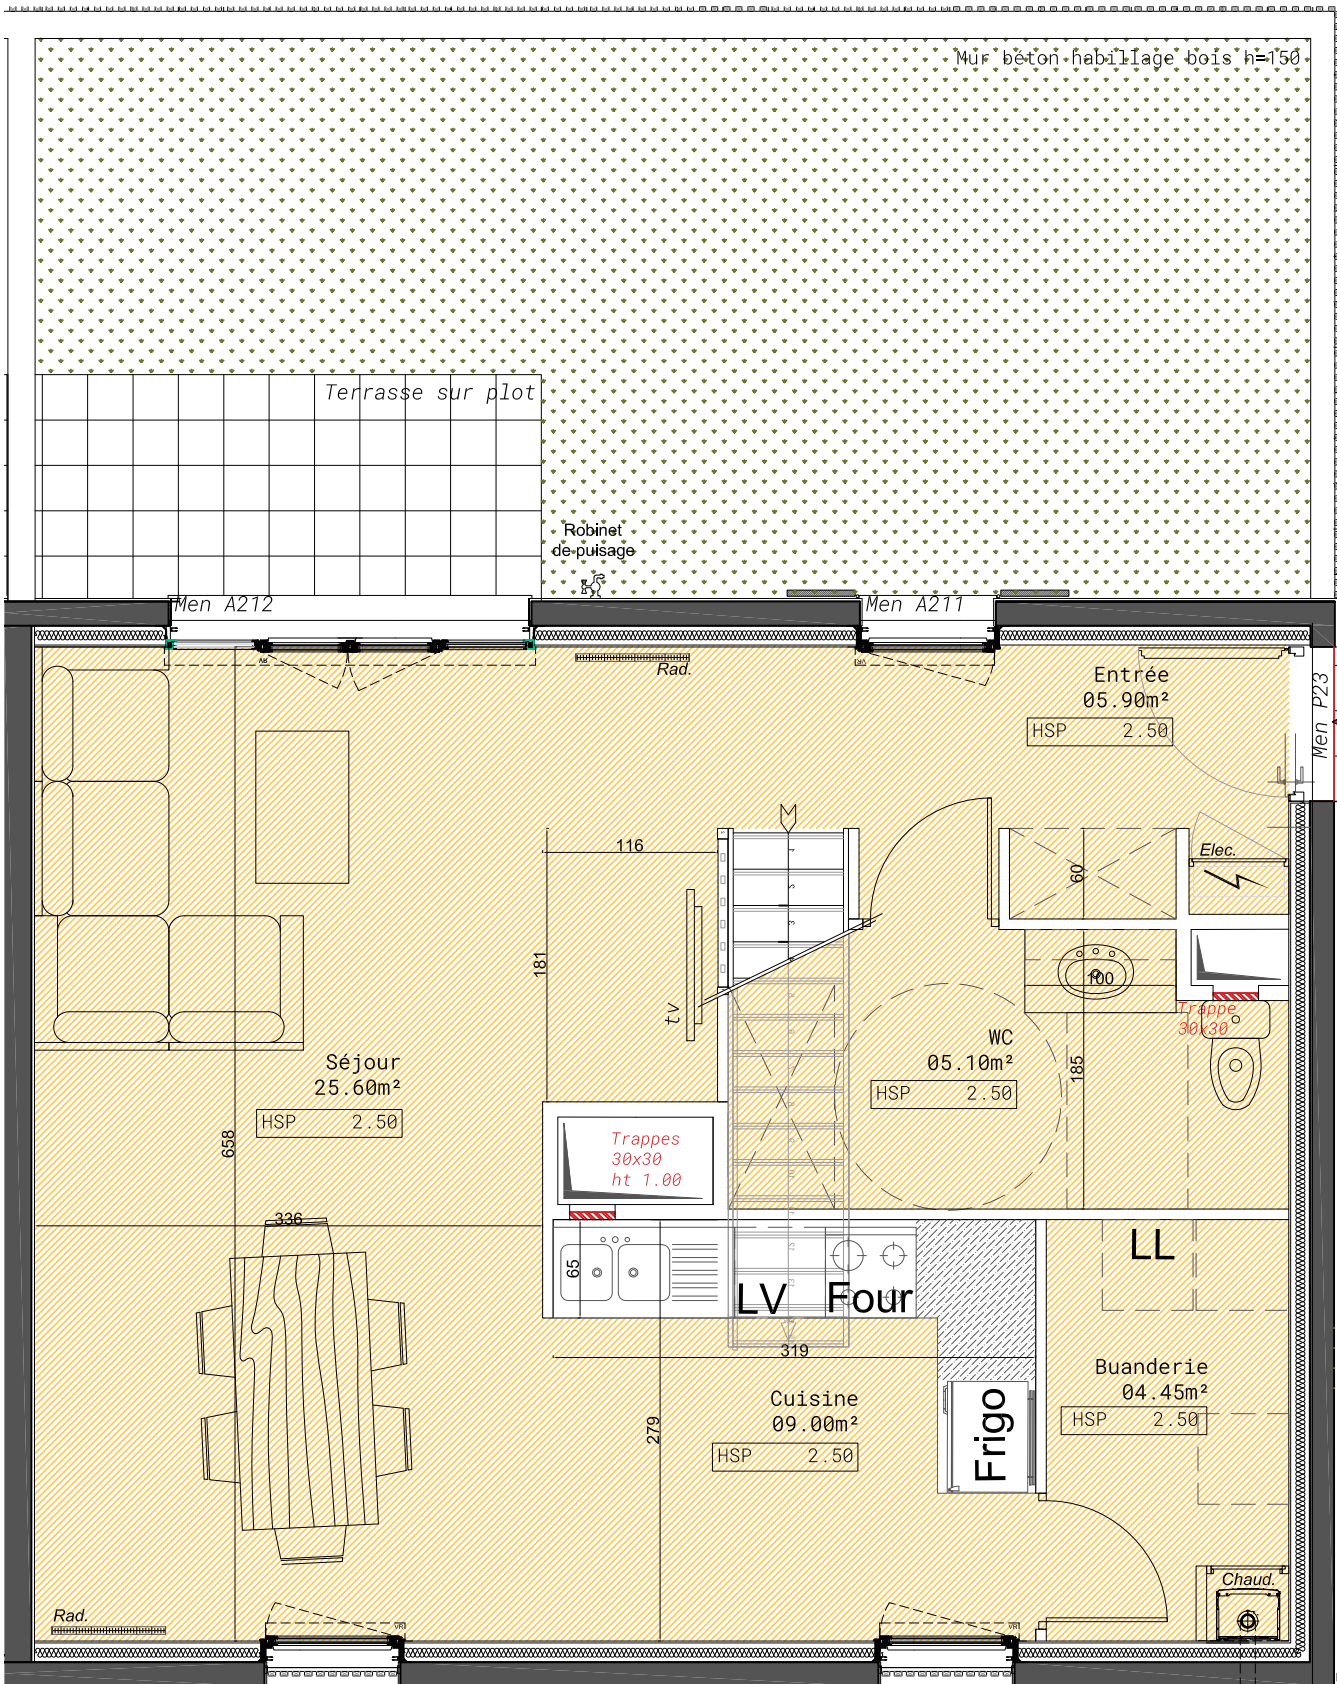 Mur béton habillage bois h=150
Terrasse sur plot
Robinet
de puisage
Men A212
Men A211
Rad.
Entrée
05.90m²
HSP 2.50
Men P23
Elec.
116
60
181
tv
100
Trappe
30x30
WC
05.10m²
HSP 2.50
185
Séjour
25.60m²
HSP 2.50
658
Trappes
30x30
ht 1.00
336
65
LV
Four
LL
319
Cuisine
09.00m²
HSP 2.50
279
Frigo
Buanderie
04.45m²
HSP 2.50
Chaud.
Rad.